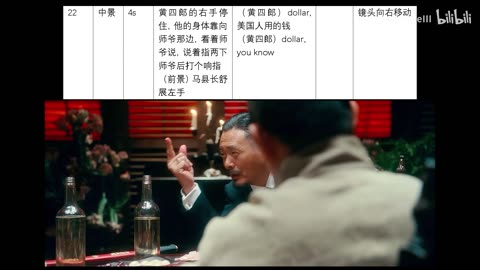 22
中景
4s
黄四郎的右手停
住，他的身体靠向
师爷那边，看着师
爷说，说着指两下
师爷后打个响指
（前景）马县长舒
展左手
（黄四郎）dollar,
美国人用的钱
（黄四郎）dollar,
you know
镜头向右移动
bilibili